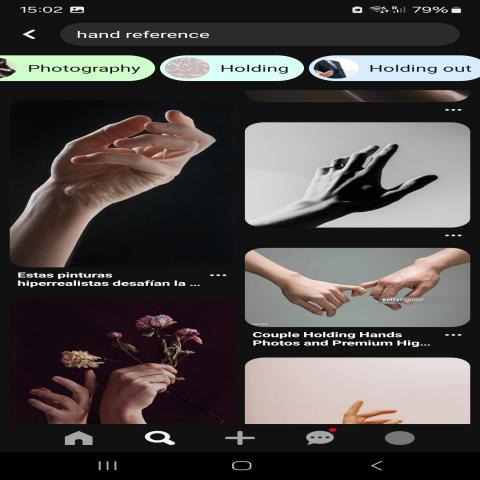 15:02
79%
hand reference
Photography
Holding
Holding out
Estas pinturas
hiperrealistas desafían la ...
gettyimages
Couple Holding Hands
Photos and Premium Hig...